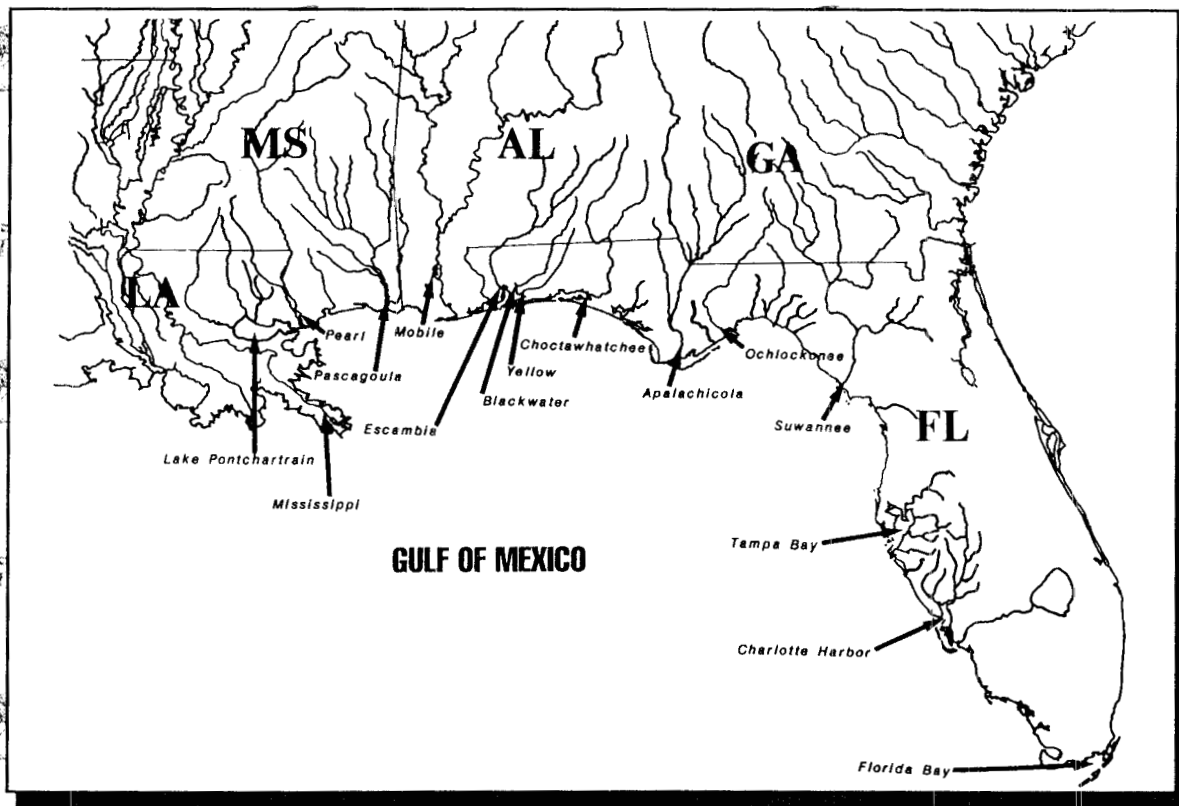 MS
AL
GA
LA
Pearl
Mobile
Choctawhatchee
Ochlockonee
Pascagoula
Yellow
Apalachicola
Blackwater
Escambia
Suwannee
FL
Lake Pontchartrain
Mississippi
Tampa Bay
GULF OF MEXICO
Charlotte Harbor
Florida Bay